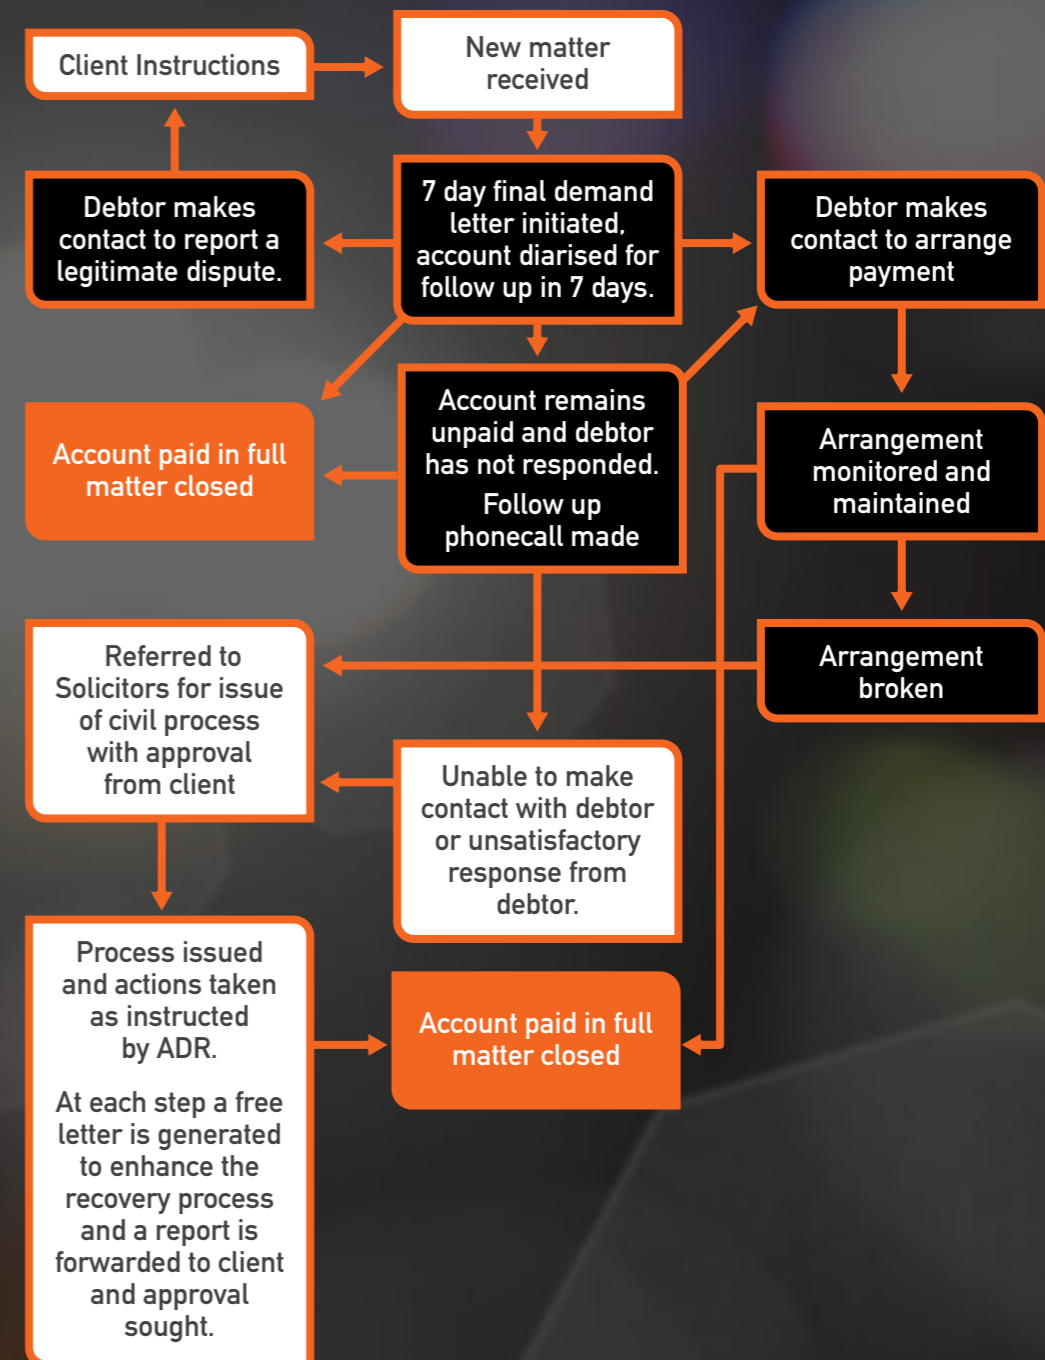 Client Instructions
New matter
received
Debtor makes
contact to report a
legitimate dispute.
7 day final demand
letter initiated,
account diarised for
follow up in 7 days.
Debtor makes
contact to arrange
payment
Account paid in full
matter closed
Account remains
unpaid and debtor
has not responded.
Follow up
phonecall made
Arrangement
monitored and
maintained
Referred to
Solicitors for issue
of civil process
with approval
from client
Arrangement
broken
Unable to make
contact with debtor
or unsatisfactory
response from
debtor.
Process issued
and actions taken
as instructed
by ADR.
At each step a free
letter is generated
to enhance the
recovery process
and a report is
forwarded to client
and approval
sought.
Account paid in full
matter closed